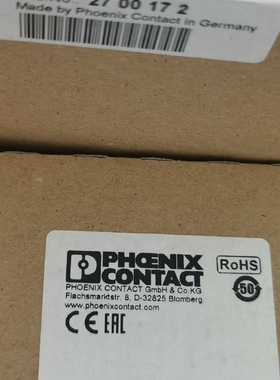 27 00 17 2
Made by Phoenix Contact in Germany
PHŒNIX
CONTACT
RoHS
PHOENIX CONTACT GmbH & Co.KG
Flachsmarktstr. 8, D-32825 Blomberg
www.phoenixcontact.com
50
CE EAC